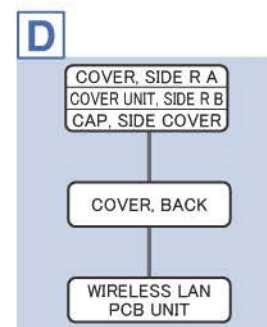 D
COVER, SIDE R A
COVER UNIT, SIDE R B
CAP, SIDE COVER
COVER, BACK
WIRELESS LAN
PCB UNIT